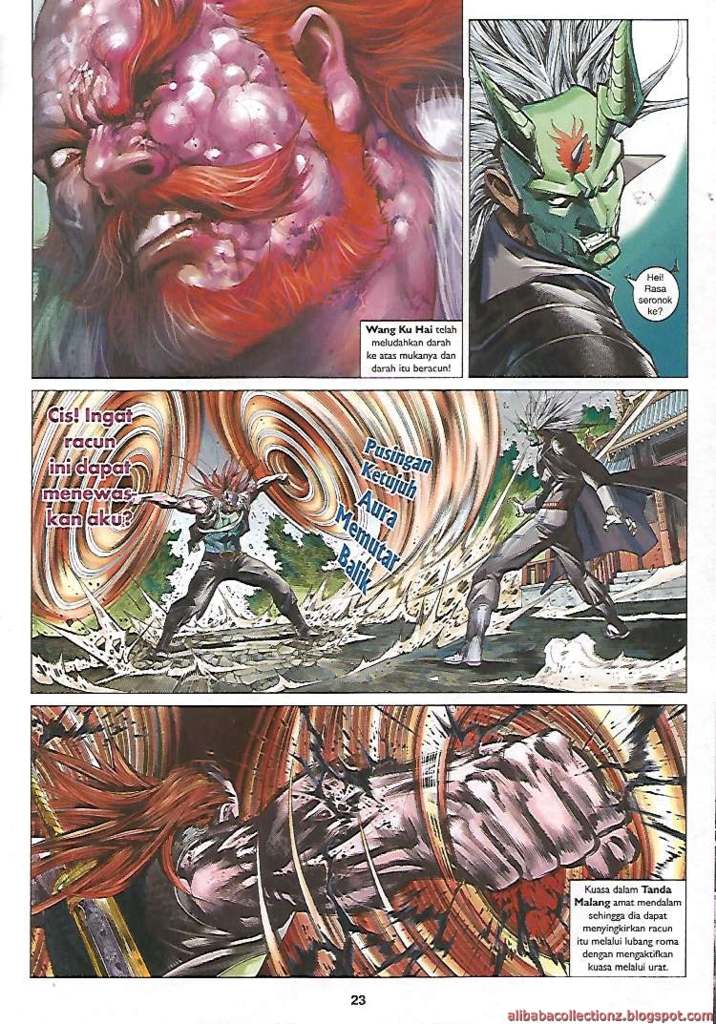 Wang Ku Hai telah
meludahkan darah
ke atas mukanya dan
darah itu beracun!
Hei!
Rasa
seronok
ke?
Cis! Ingat
racun
ini dapat
menewas-
kan aku?
Pusingan
Ketujuh
Aura
Memutar
Balik
Kuasa dalam Tanda
Malang amat mendalam
sehingga dia dapat
menyingkirkan racun
itu melalui lubang roma
dengan mengaktifkan
kuasa melalui urat.
23
alibabacollectionz.blogspot.com